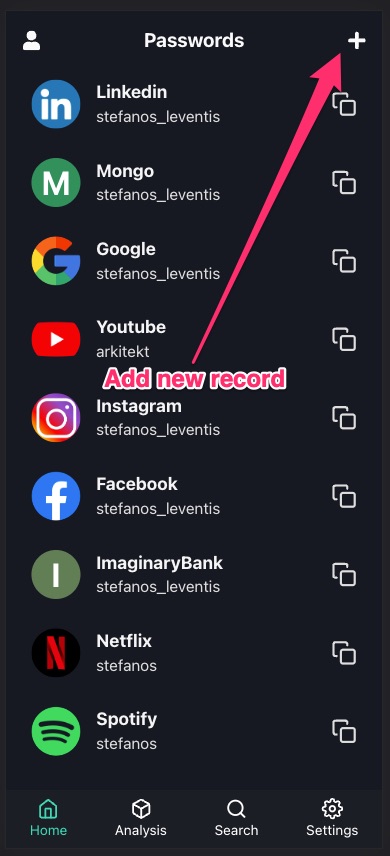 Passwords
Linkedin
stefanos_leventis
M
Mongo
stefanos_leventis
Google
stefanos_leventis
Youtube
arkitekt
Add new record
Instagram
stefanos_leventis
Facebook
stefanos_leventis
I
ImaginaryBank
stefanos_leventis
Netflix
stefanos
Spotify
stefanos
Home
Analysis
Search
Settings